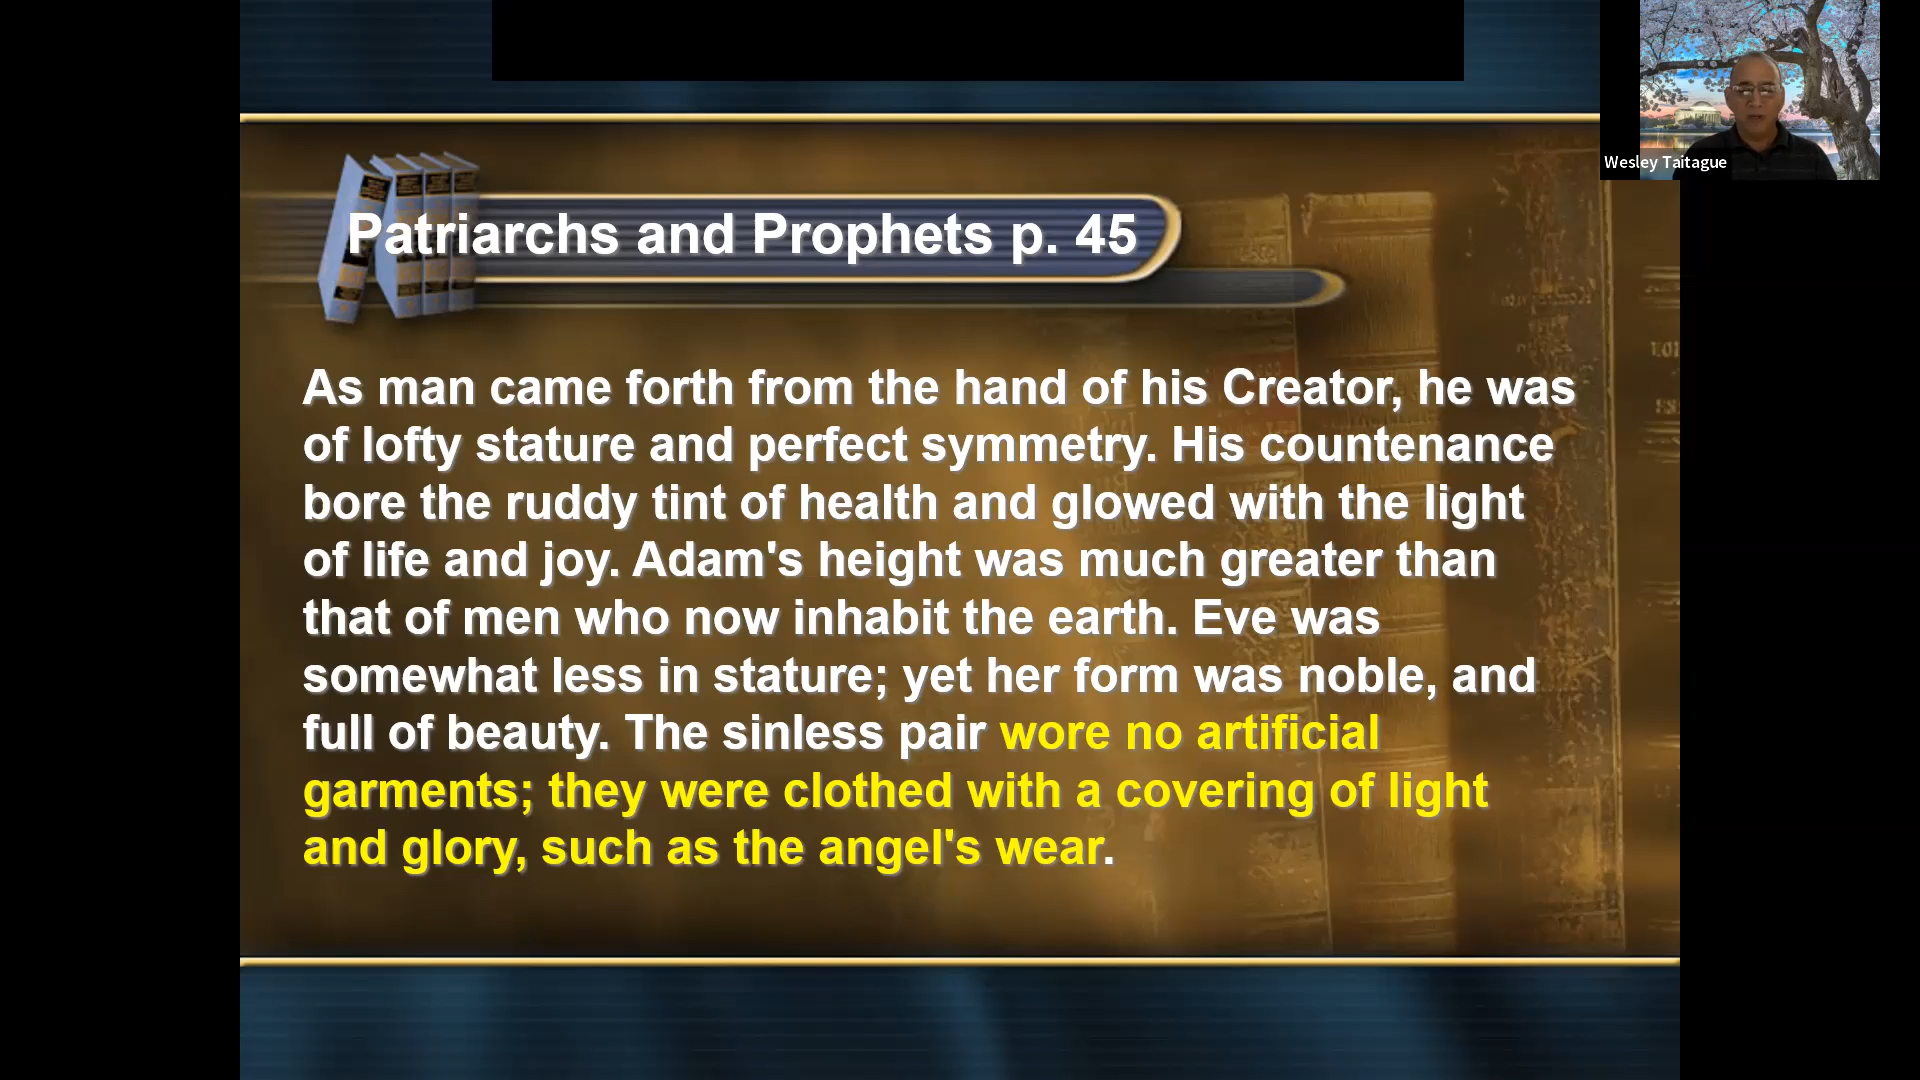 Wesley Taitague
Patriarchs and Prophets p. 45
As man came forth from the hand of his Creator, he was
of lofty stature and perfect symmetry. His countenance
bore the ruddy tint of health and glowed with the light
of life and joy. Adam's height was much greater than
that of men who now inhabit the earth. Eve was
somewhat less in stature; yet her form was noble, and
full of beauty. The sinless pair wore no artificial
garments; they were clothed with a covering of light
and glory, such as the angel's wear.